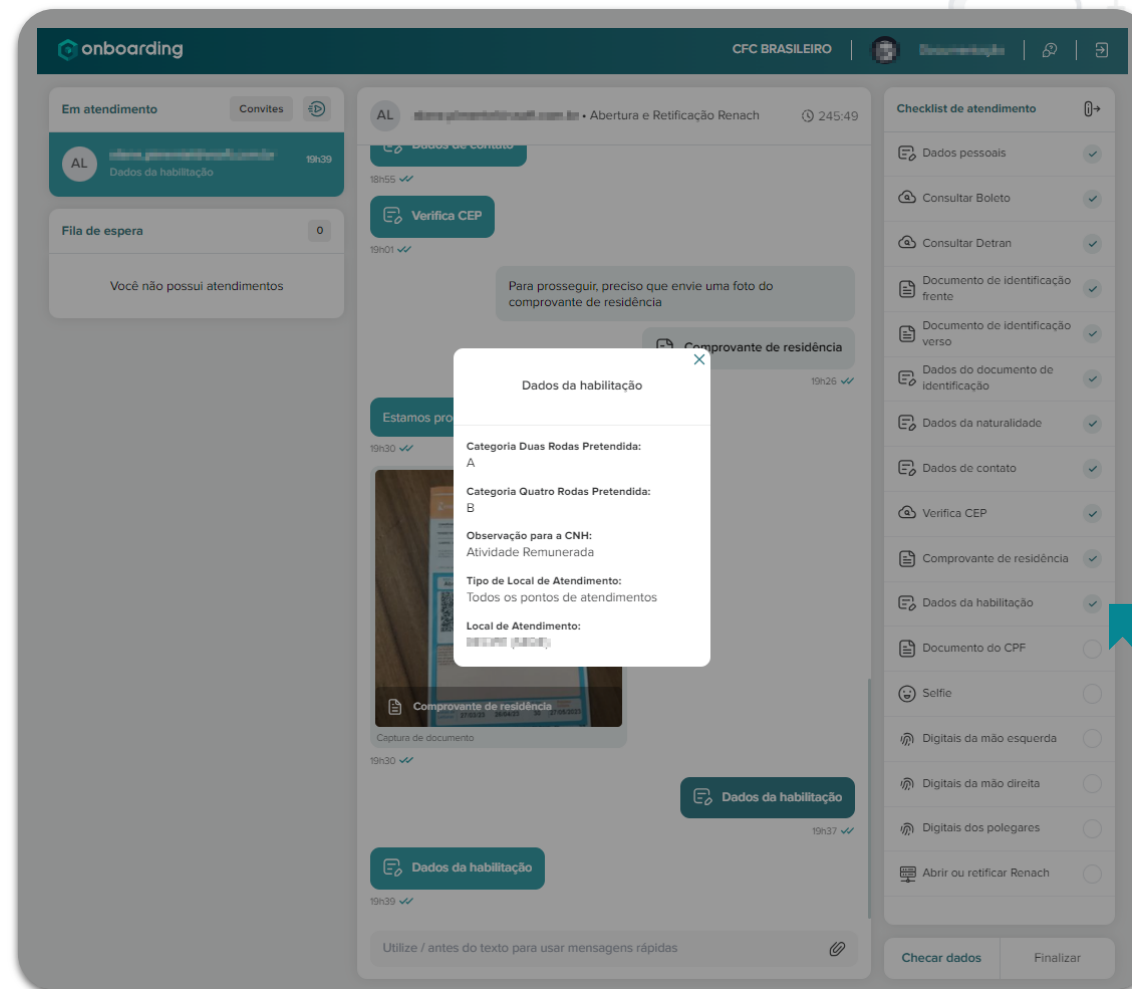 onboarding
CFC BRASILEIRO
Em atendimento
Convites
AL
19h39
Dados da habilitação
Fila de espera
0
Você não possui atendimentos
AL
• Abertura e Retificação Renach
245:49
Dados de contato
18h55
Verifica CEP
19h01
Para prosseguir, preciso que envie uma foto do
comprovante de residência
Comprovante de residência
19h26
Estamos pro
19h30
Comprovante de residência
Captura de documento
19h30
Dados da habilitação
19h37
Dados da habilitação
19h39
Utilize / antes do texto para usar mensagens rápidas
Dados da habilitação
Categoria Duas Rodas Pretendida:
A
Categoria Quatro Rodas Pretendida:
B
Observação para a CNH:
Atividade Remunerada
Tipo de Local de Atendimento:
Todos os pontos de atendimentos
Local de Atendimento:
Checklist de atendimento
Dados pessoais
Consultar Boleto
Consultar Detran
Documento de identificação
frente
Documento de identificação
verso
Dados do documento de
identificação
Dados da naturalidade
Dados de contato
Verifica CEP
Comprovante de residência
Dados da habilitação
Documento do CPF
Selfie
Digitais da mão esquerda
Digitais da mão direita
Digitais dos polegares
Abrir ou retificar Renach
Checar dados
Finalizar